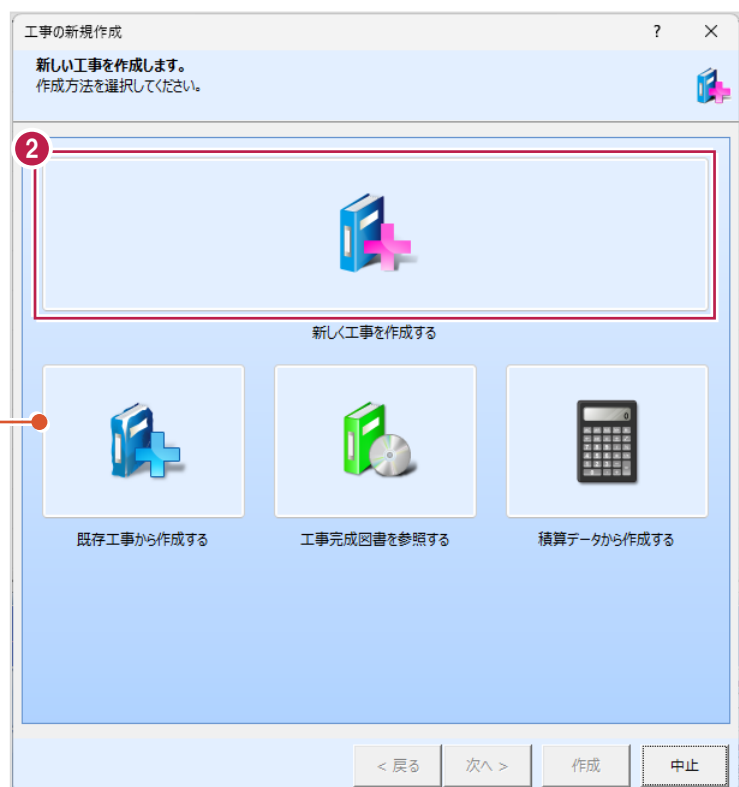 工事の新規作成
? ×
新しい工事を作成します。
作成方法を選択してください。
2
新しく工事を作成する
既存工事から作成する
工事完成図書を参照する
積算データから作成する
< 戻る
次へ >
作成
中止